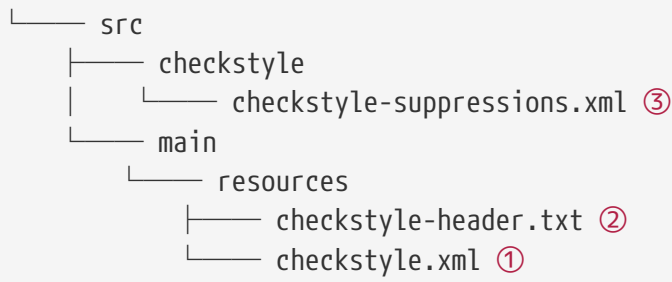 └── src
    ├── checkstyle
    │   └── checkstyle-suppressions.xml ③
    └── main
        └── resources
            ├── checkstyle-header.txt ②
            └── checkstyle.xml ①